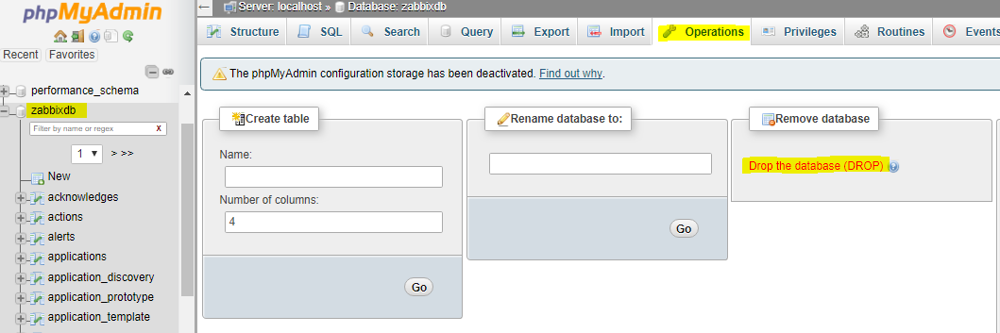 phpMyAdmin
Recent Favorites
performance_schema
zabbixdb
Filter by name or regex X
1 > >>
New
acknowledges
actions
alerts
applications
application_discovery
application_prototype
application_template
Server: localhost » Database: zabbixdb
Structure SQL Search Query Export Import Operations Privileges Routines Events
The phpMyAdmin configuration storage has been deactivated. Find out why.
Create table
Name:
Number of columns:
4
Go
Rename database to:
Go
Remove database
Drop the database (DROP)